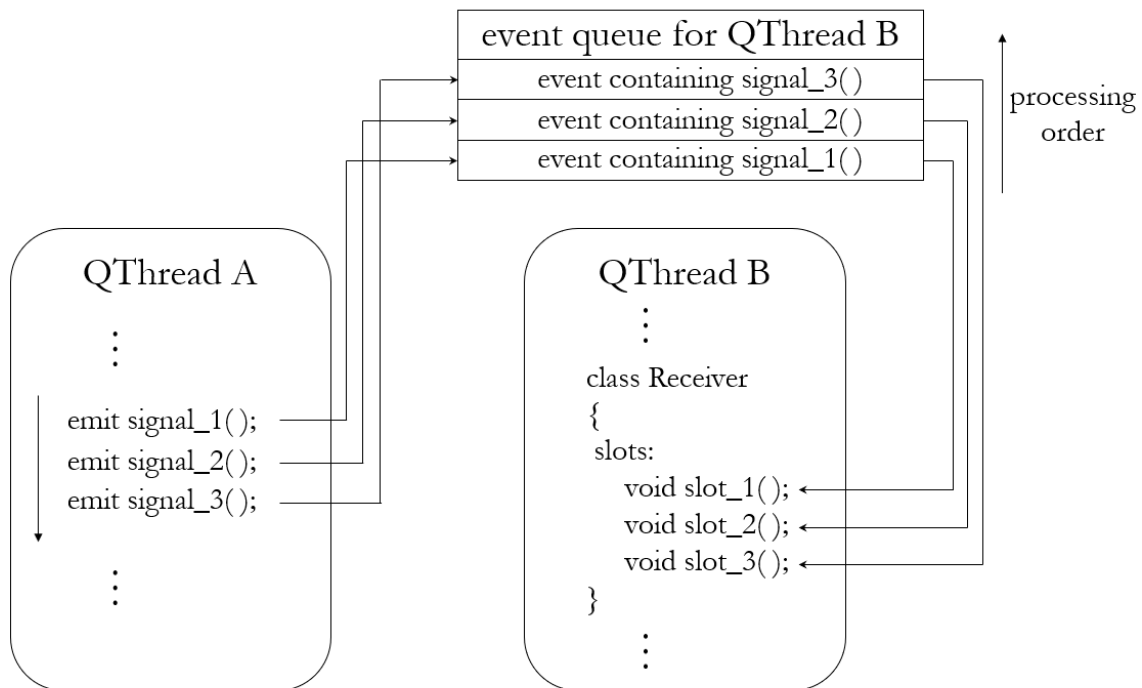 event queue for QThread B
event containing signal_3( )
event containing signal_2( )
event containing signal_1( )
processing
order
QThread A
⋮
emit signal_1( );
emit signal_2( );
emit signal_3( );
⋮
QThread B
⋮
class Receiver
{
slots:
void slot_1( );
void slot_2( );
void slot_3( );
}
⋮